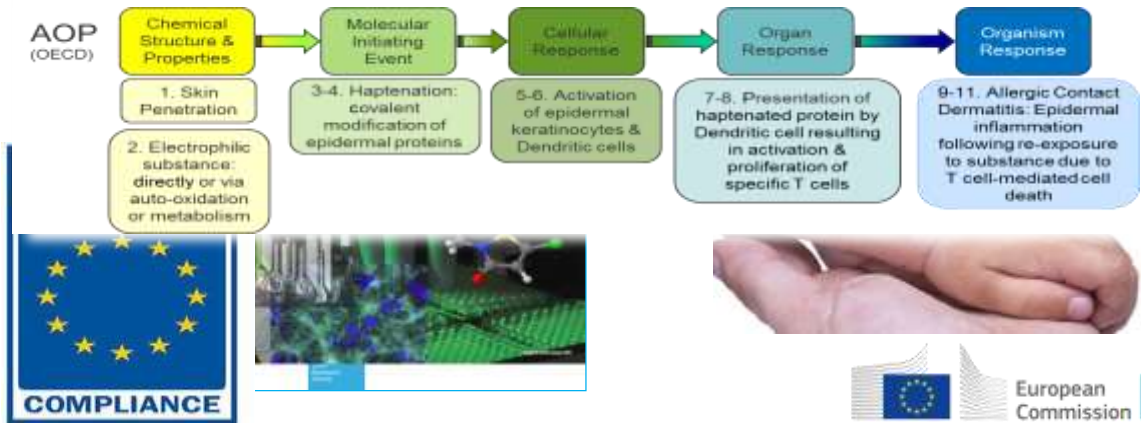 AOP
(OECD)
Chemical
Structure &
Properties
Molecular
Initiating
Event
Cellular
Response
Organ
Response
Organism
Response
1. Skin
Penetration
2. Electrophilic
substance:
directly or via
auto-oxidation
or metabolism
3-4. Haptenation:
covalent
modification of
epidermal proteins
5-6. Activation
of epidermal
keratinocytes &
Dendritic cells
7-8. Presentation of
haptenated protein by
Dendritic cell resulting
in activation &
proliferation of
specific T cells
9-11. Allergic Contact
Dermatitis: Epidermal
inflammation
following re-exposure
to substance due to
T cell-mediated cell
death
COMPLIANCE
European
Commission